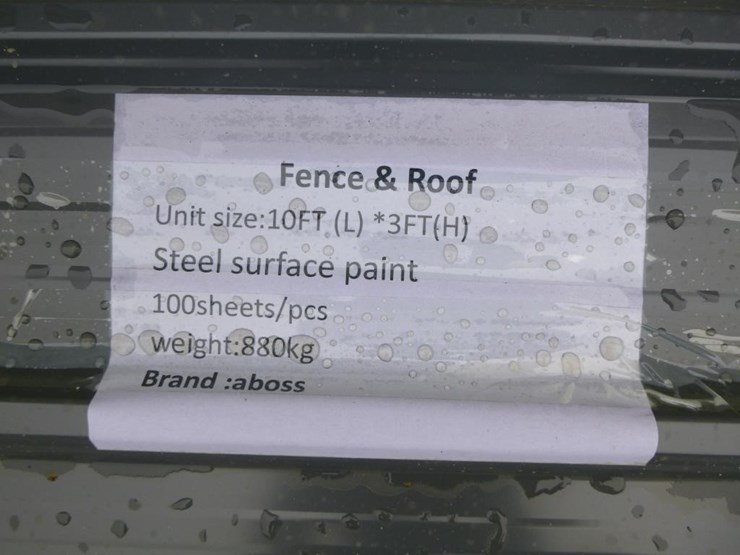 Fence & Roof
Unit size:10FT (L) *3FT(H)
Steel surface paint
100sheets/pcs
weight:880kg
Brand :aboss